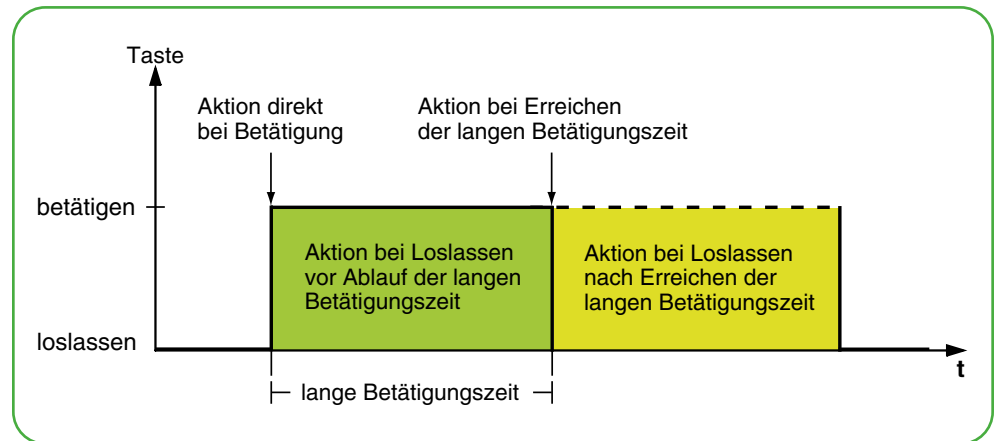 Taste
Aktion direkt
bei Betätigung
Aktion bei Erreichen
der langen Betätigungszeit
betätigen
Aktion bei Loslassen
vor Ablauf der langen
Betätigungszeit
Aktion bei Loslassen
nach Erreichen der
langen Betätigungszeit
loslassen
t
lange Betätigungszeit